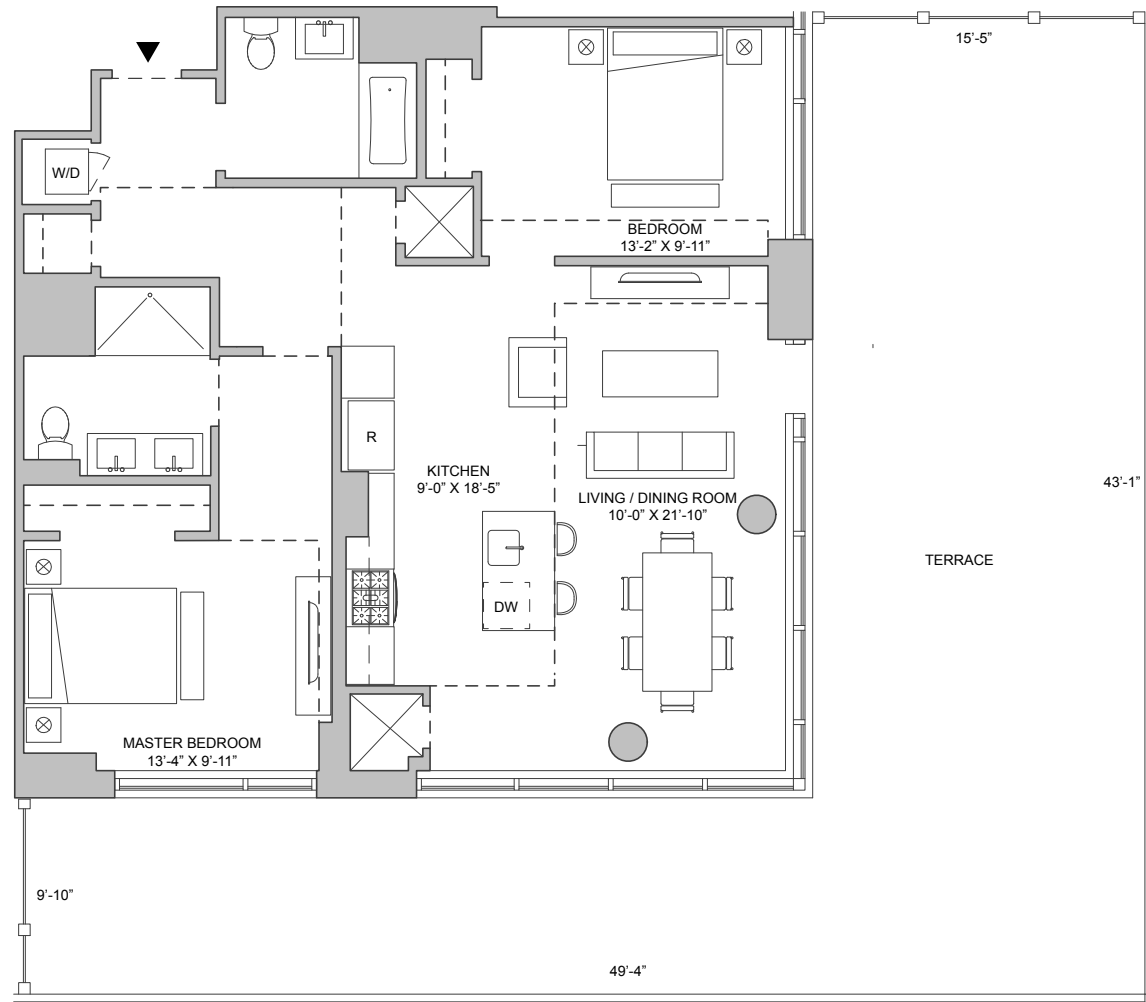 15'-5”
W/D
BEDROOM
13'-2” X 9'-11”
R
KITCHEN
9'-0” X 18'-5”
LIVING / DINING ROOM
10'-0” X 21'-10”
43'-1”
TERRACE
DW
MASTER BEDROOM
13'-4” X 9'-11”
9'-10”
49'-4”